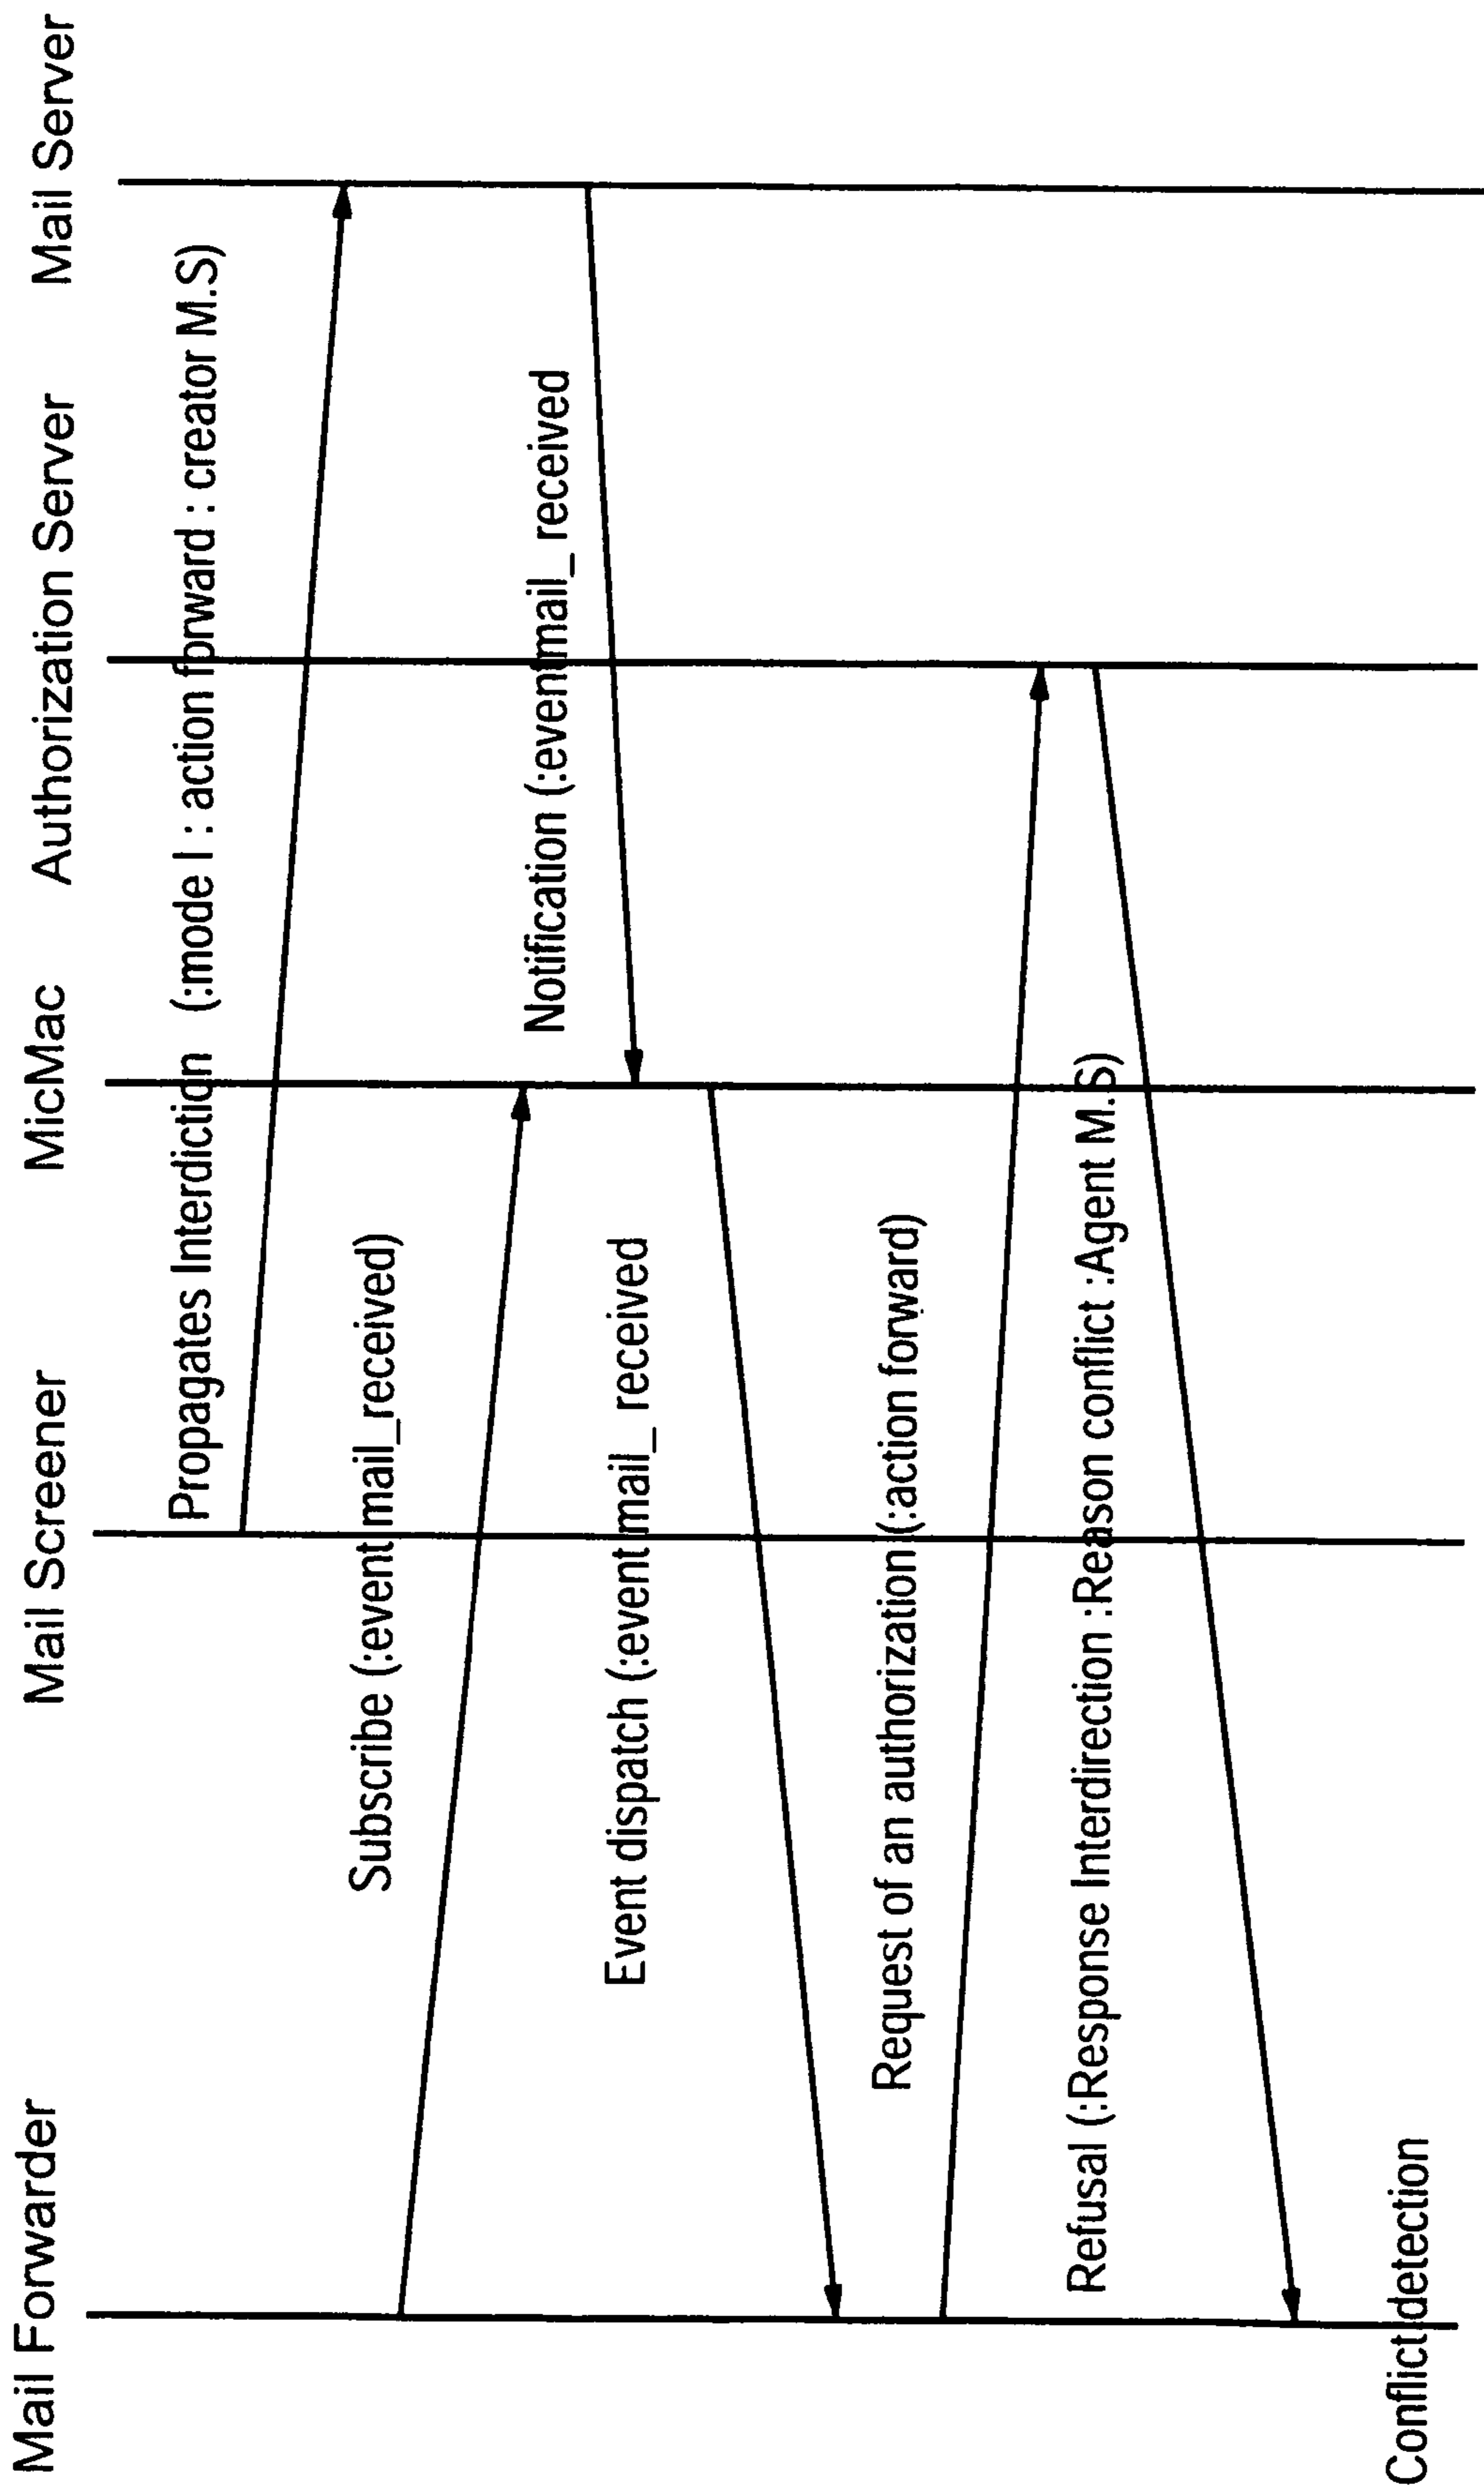 Mail Forwarder
Mail Screener
MicMac
Authorization Server
Mail Server
Propagates Interdiction (:mode I : action forward : creator M.S)
Subscribe (:event mail_received)
Notification (:event mail_ received
Event dispatch (:event mail_ received
Request of an authorization (:action forward)
Refusal (:Response Interdirection :Reason conflict :Agent M.S)
Conflict detection